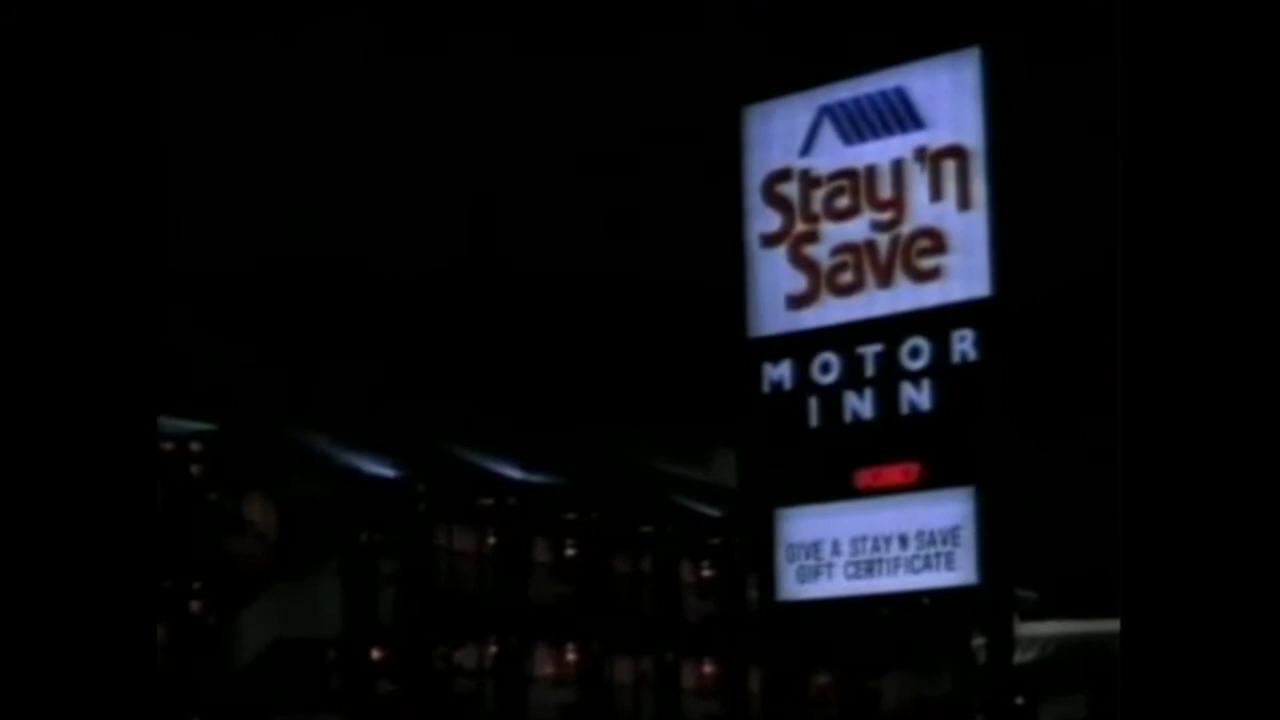 Stay 'n
Save
MOTOR
INN
GIVE A STAY N SAVE
GIFT CERTIFICATE